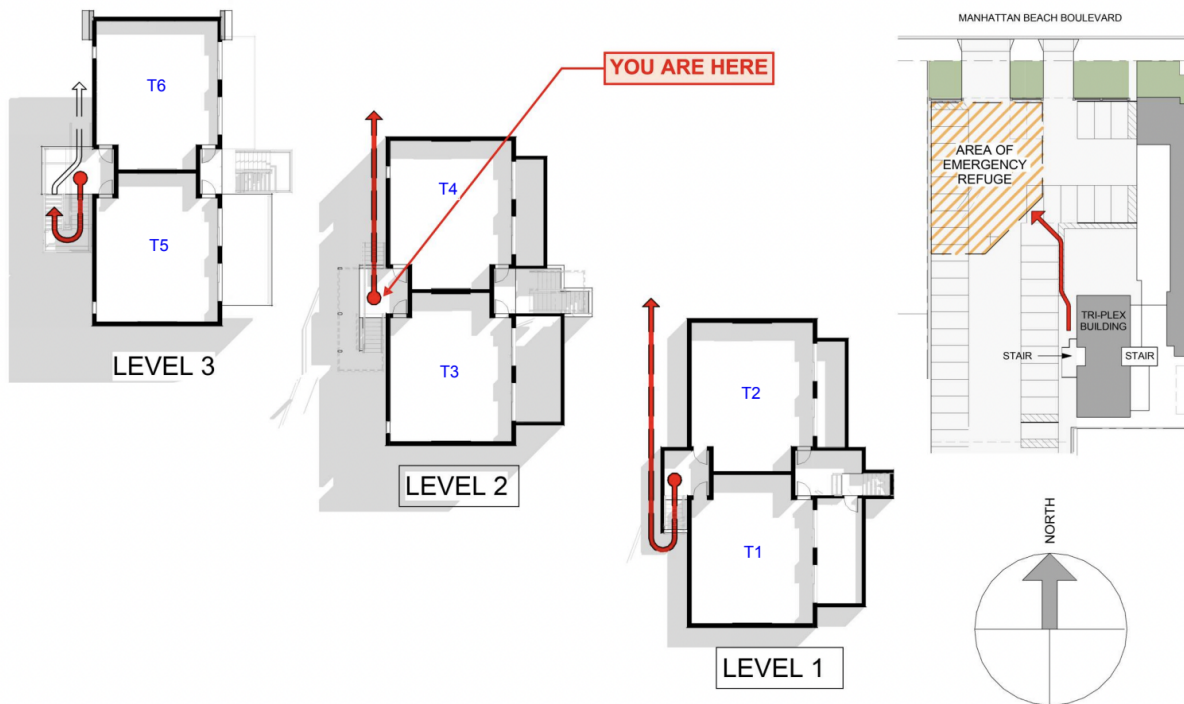 YOU ARE HERE
T6
T5
LEVEL 3
T4
T3
LEVEL 2
T2
T1
LEVEL 1
MANHATTAN BEACH BOULEVARD
AREA OF
EMERGENCY
REFUGE
TRI-PLEX
BUILDING
STAIR
STAIR
NORTH